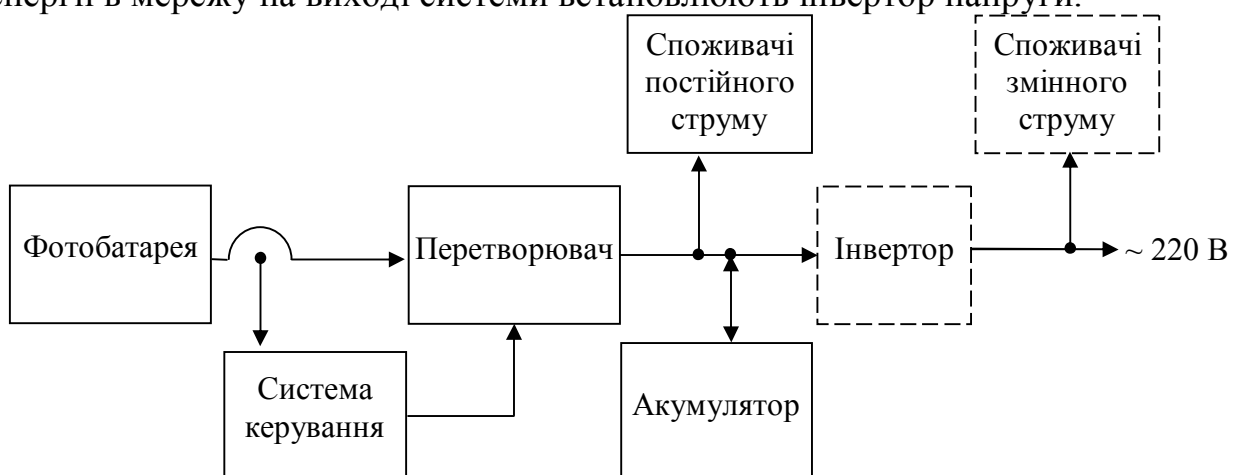 енергії в мережу на виході системи встановлюють інвертор напруги.
Споживачі
постійного
струму
Споживачі
змінного
струму
Фотобатарея
Перетворювач
Інвертор
~ 220 В
Система
керування
Акумулятор